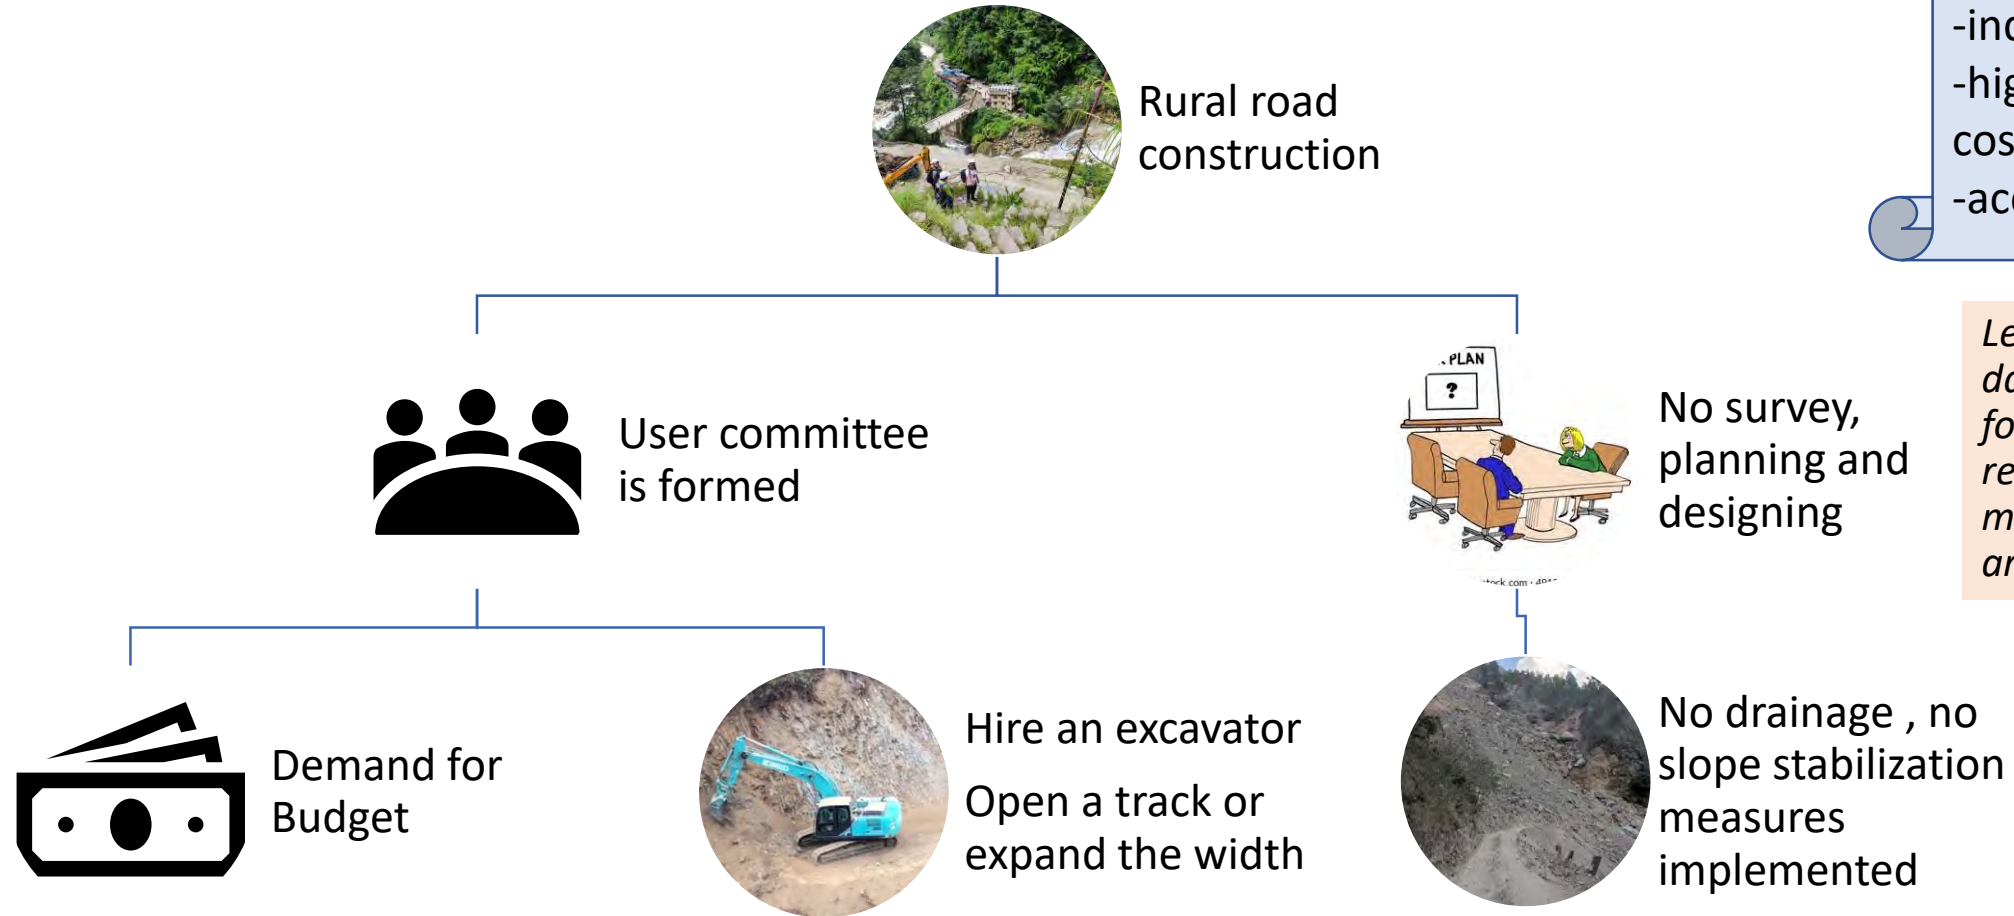 Rural road
construction
User committee
is formed
PLAN
?
No survey,
planning and
designing
Demand for
Budget
Hire an excavator
Open a track or
expand the width
No drainage , no
slope stabilization
measures
implemented